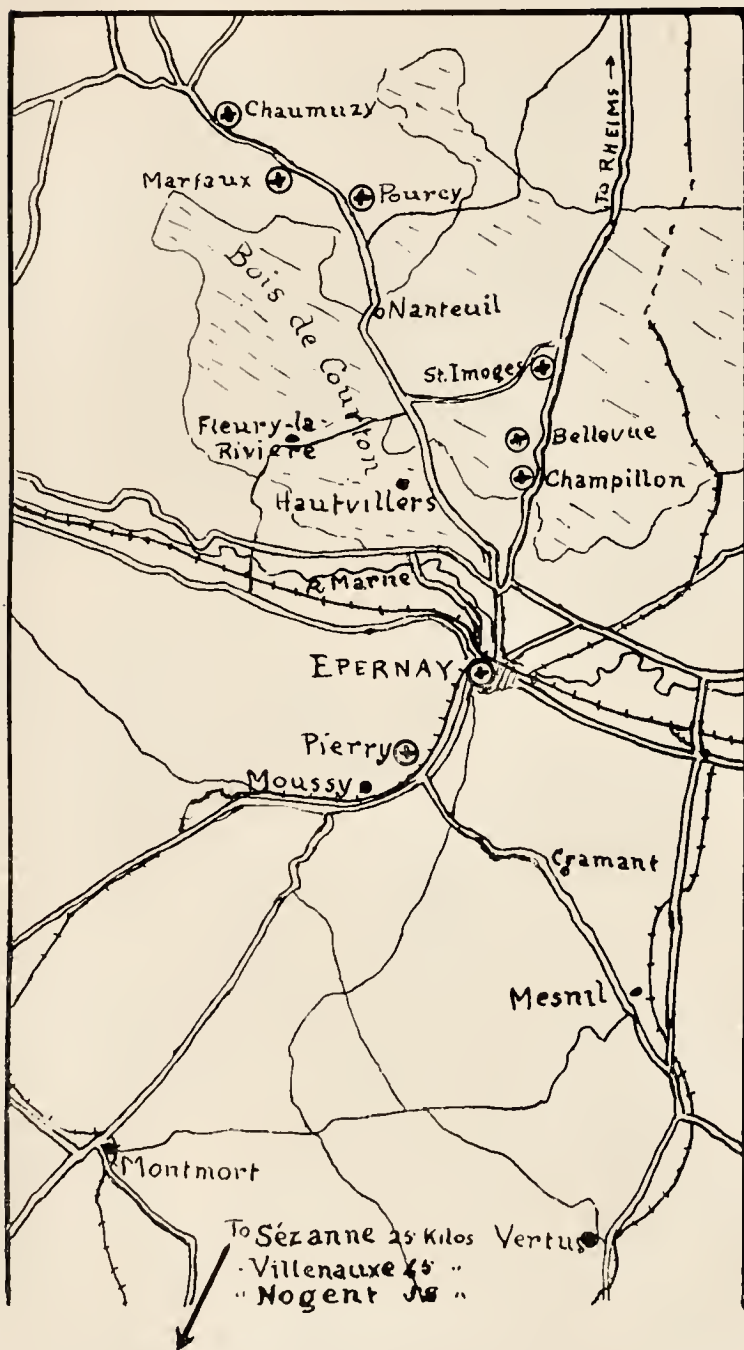 Chaumuzy
Marfaux
Pourcy
To RHEIMS →
Bois de Courton
Nanteuil
St. Imoges
Fleury-la-
Rivière
Bellevue
Champillon
Hautvillers
R Marne
EPERNAY
Pierry
Moussy
Cramant
Mesnil
Montmort
To Sézanne 25 Kilos
Vertus
" Villenauxe "
" Nogent "